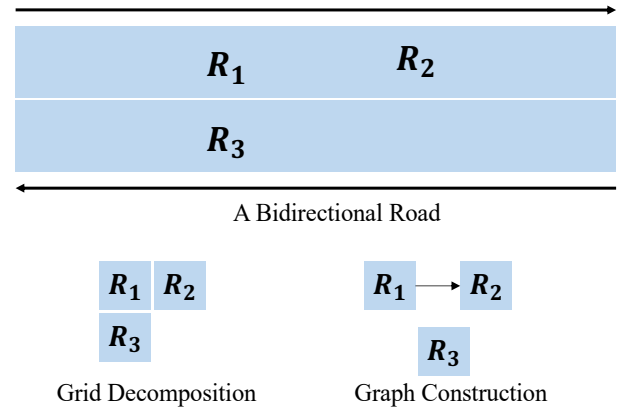 R₁ R₂
R₃
A Bidirectional Road
R₁ R₂ R₁ R₂
R₃ R₃
Grid Decomposition Graph Construction